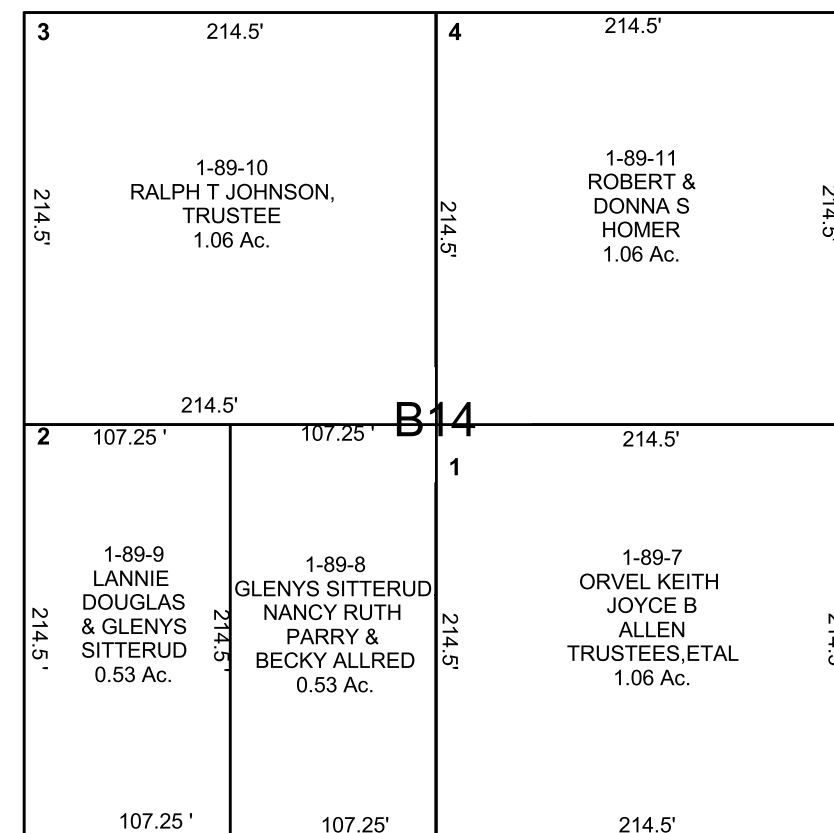 3
214.5'
214.5'
1-89-10
RALPH T JOHNSON,
TRUSTEE
1.06 Ac.
214.5'
4
214.5'
214.5'
1-89-11
ROBERT &
DONNA S
HOMER
1.06 Ac.
214.5'
B14
2
107.25 '
214.5 '
1-89-9
LANNIE
DOUGLAS
& GLENYS
SITTERUD
0.53 Ac.
107.25 '
107.25 '
214.5'
1-89-8
GLENYS SITTERUD
NANCY RUTH
PARRY &
BECKY ALLRED
0.53 Ac.
107.25'
1
214.5'
214.5'
1-89-7
ORVEL KEITH
JOYCE B
ALLEN
TRUSTEES,ETAL
1.06 Ac.
214.5'